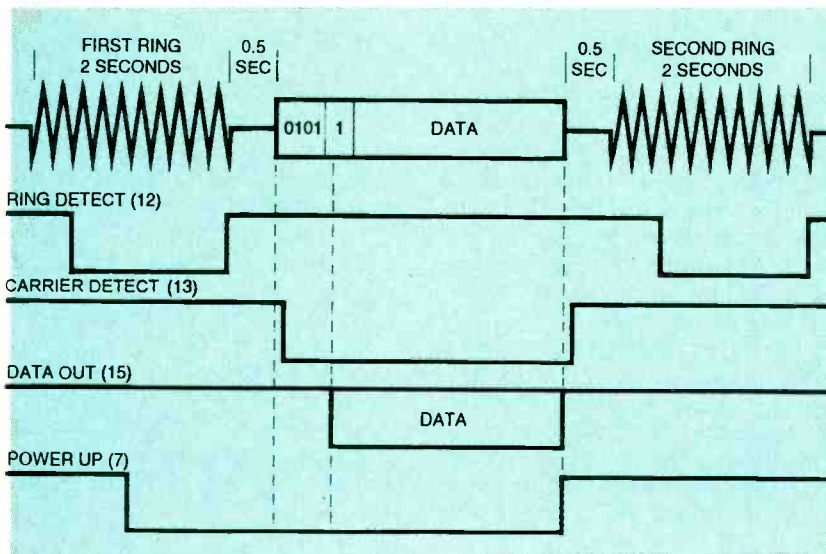 FIRST RING
2 SECONDS
0.5
SEC
0.5
SEC
SECOND RING
2 SECONDS
0101
1
DATA
RING DETECT (12)
CARRIER DETECT (13)
DATA OUT (15)
DATA
POWER UP (7)